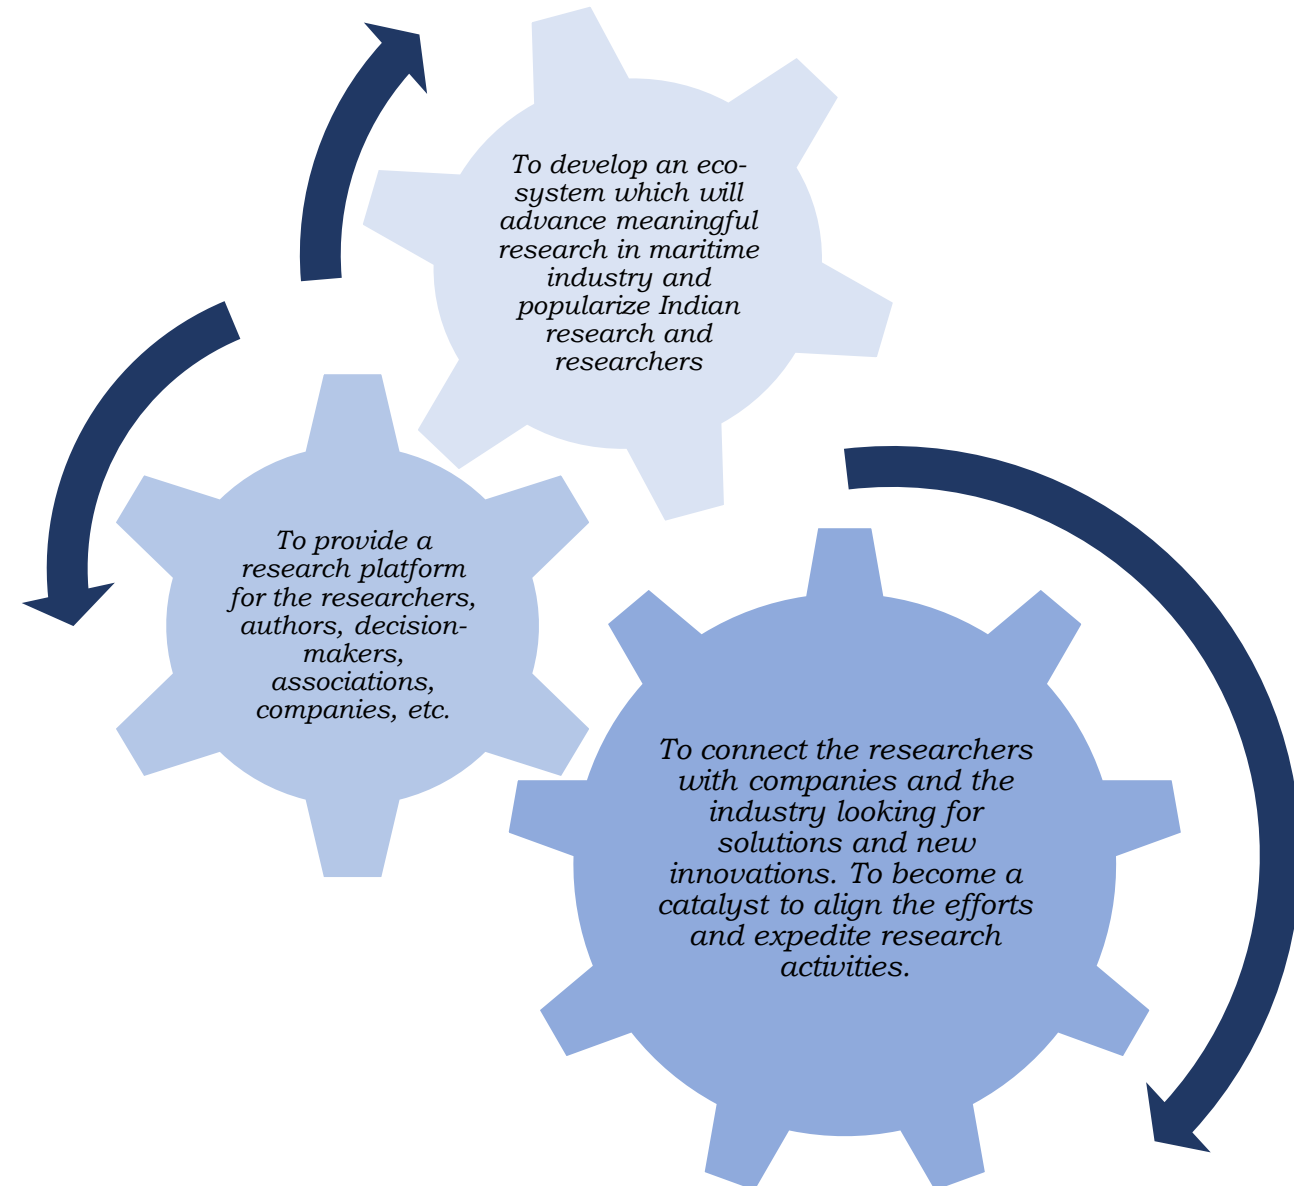 To develop an eco-
system which will
advance meaningful
research in maritime
industry and
popularize Indian
research and
researchers
To provide a
research platform
for the researchers,
authors, decision-
makers,
associations,
companies, etc.
To connect the researchers
with companies and the
industry looking for
solutions and new
innovations. To become a
catalyst to align the efforts
and expedite research
activities.